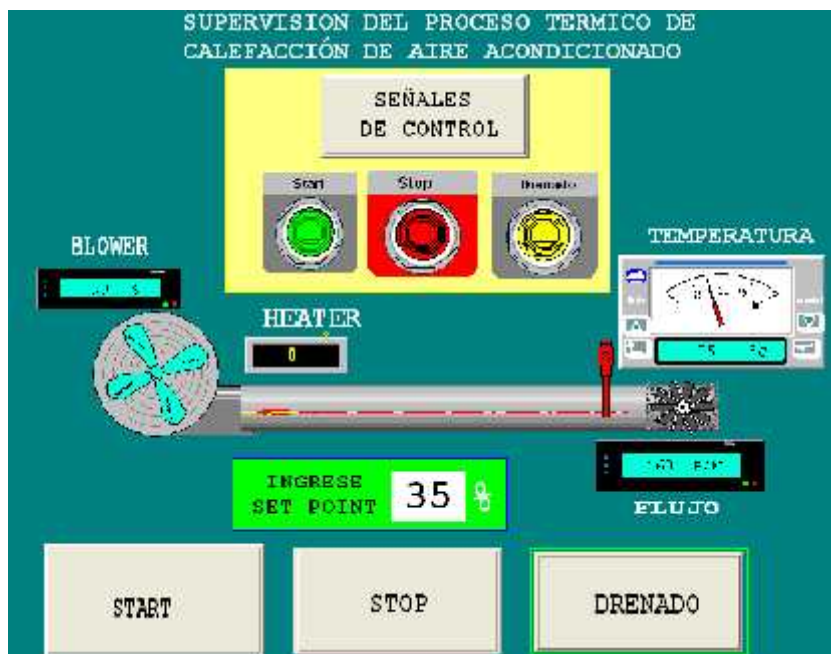 SUPERVISION DEL PROCESO TERMICO DE
CALEFACCIÓN DE AIRE ACONDICIONADO
SEÑALES
DE CONTROL
Start
Stop
Drenado
BLOWER
TEMPERATURA
HEATER
0
INGRESE
SET POINT
35
%
FLUJO
START
STOP
DRENADO